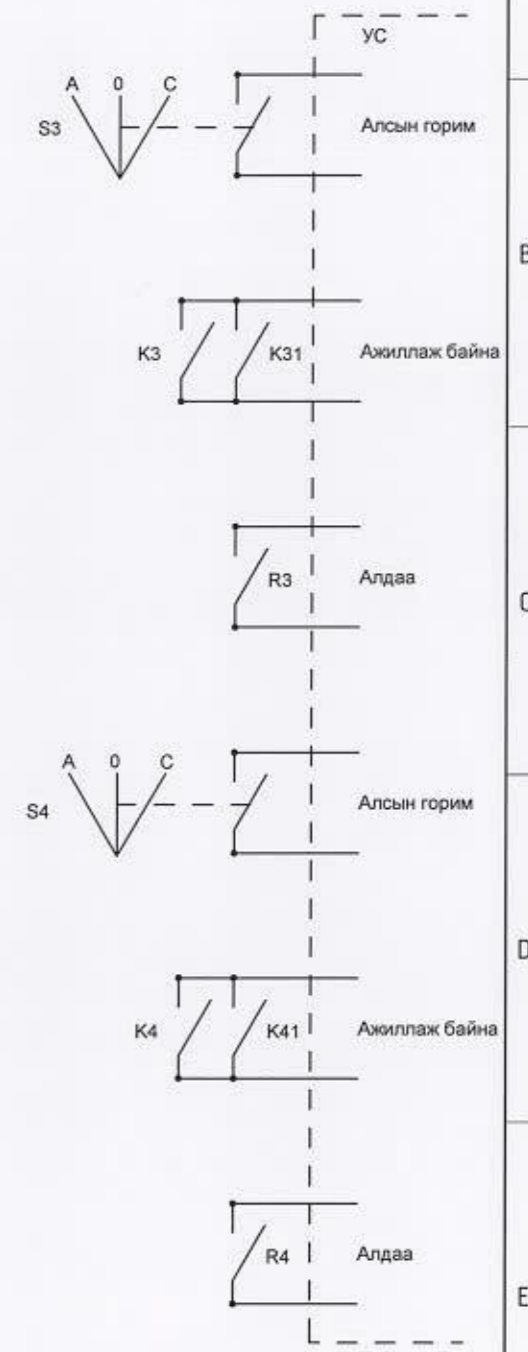 УС
A 0 C
S3
Алсын горим
B
K3 K31 Ажиллаж байна
R3 Алдаа
C
A 0 C
S4
Алсын горим
D
K4 K41 Ажиллаж байна
R4 Алдаа
E